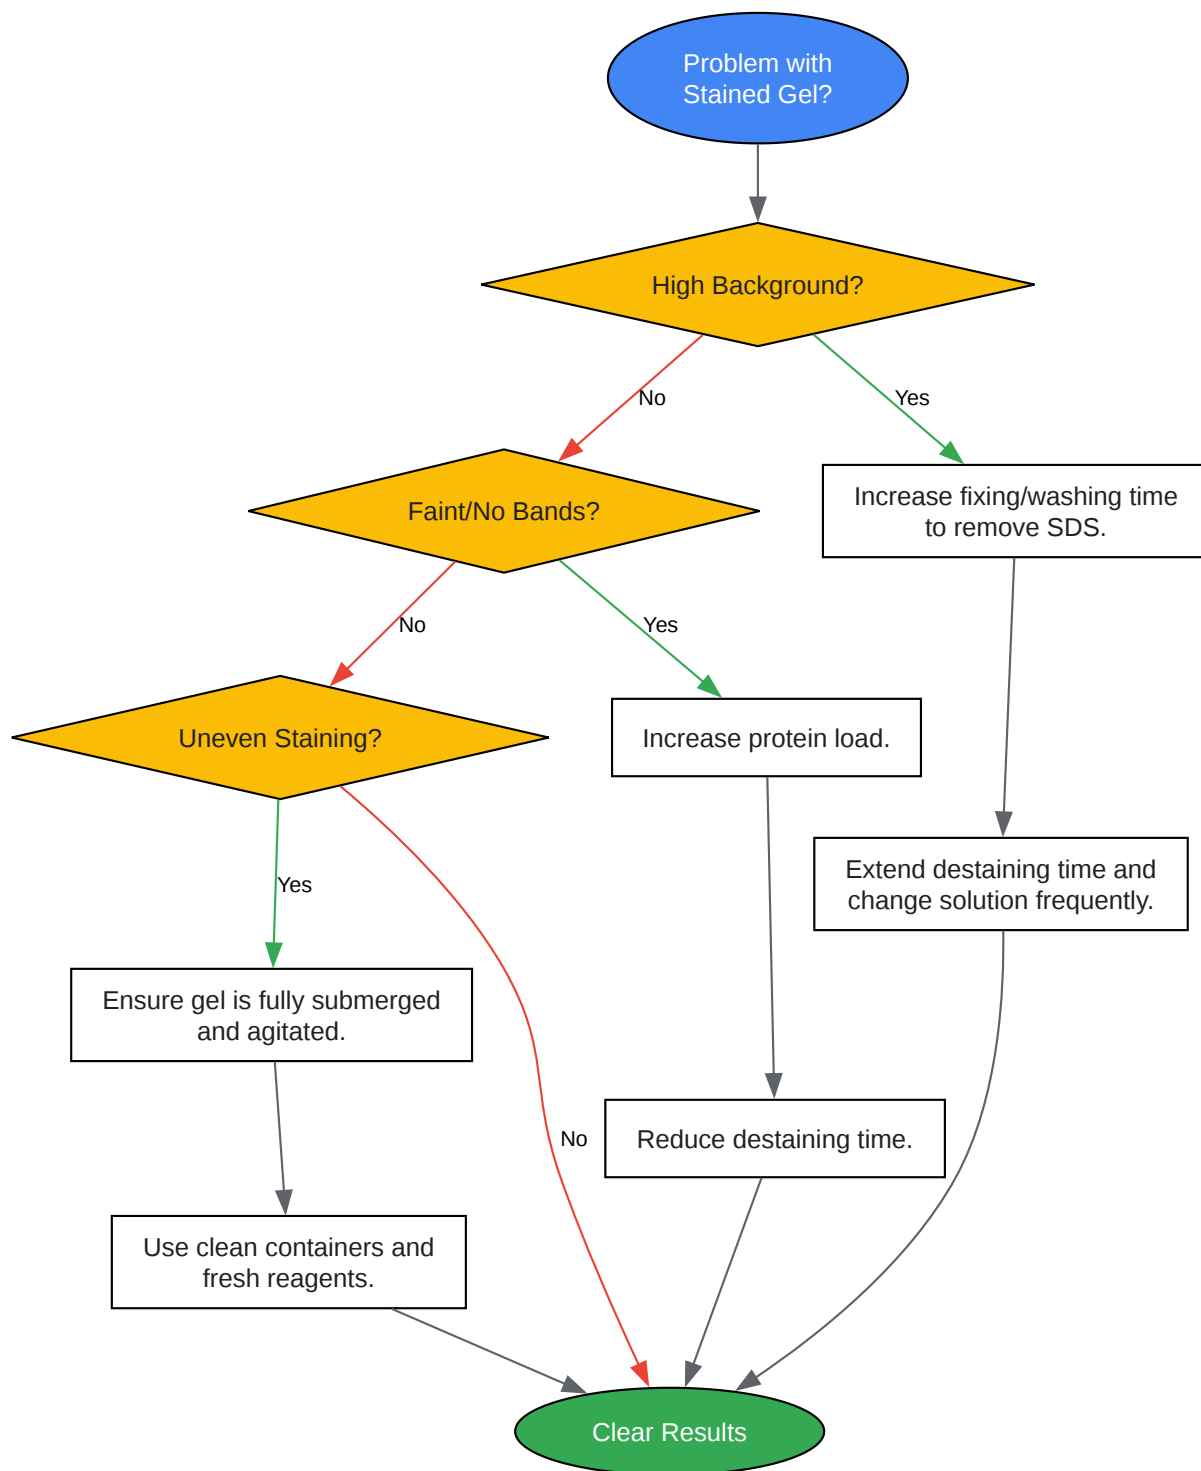 Problem with
Stained Gel?
High Background?
No
Yes
Faint/No Bands?
Increase fixing/washing time
to remove SDS.
No
Yes
Uneven Staining?
Increase protein load.
Extend destaining time and
change solution frequently.
Yes
Ensure gel is fully submerged
and agitated.
No
Reduce destaining time.
Use clean containers and
fresh reagents.
Clear Results